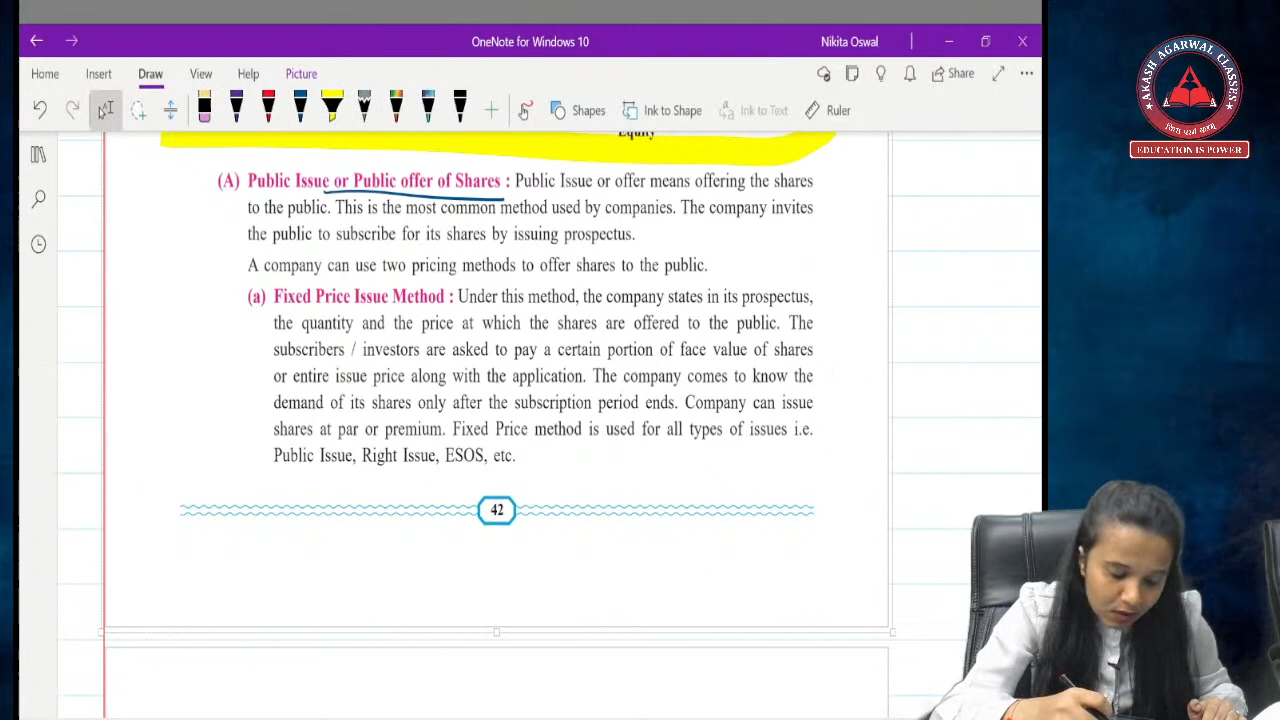 OneNote for Windows 10
Nikita Oswal
Home Insert Draw View Help Picture
Share
Shapes Ink to Shape Ink to Text Ruler
Equity
(A) Public Issue or Public offer of Shares : Public Issue or offer means offering the shares
to the public. This is the most common method used by companies. The company invites
the public to subscribe for its shares by issuing prospectus.
A company can use two pricing methods to offer shares to the public.
(a) Fixed Price Issue Method : Under this method, the company states in its prospectus,
the quantity and the price at which the shares are offered to the public. The
subscribers / investors are asked to pay a certain portion of face value of shares
or entire issue price along with the application. The company comes to know the
demand of its shares only after the subscription period ends. Company can issue
shares at par or premium. Fixed Price method is used for all types of issues i.e.
Public Issue, Right Issue, ESOS, etc.
42
AKASH AGARWAL CLASSES
EDUCATION IS POWER